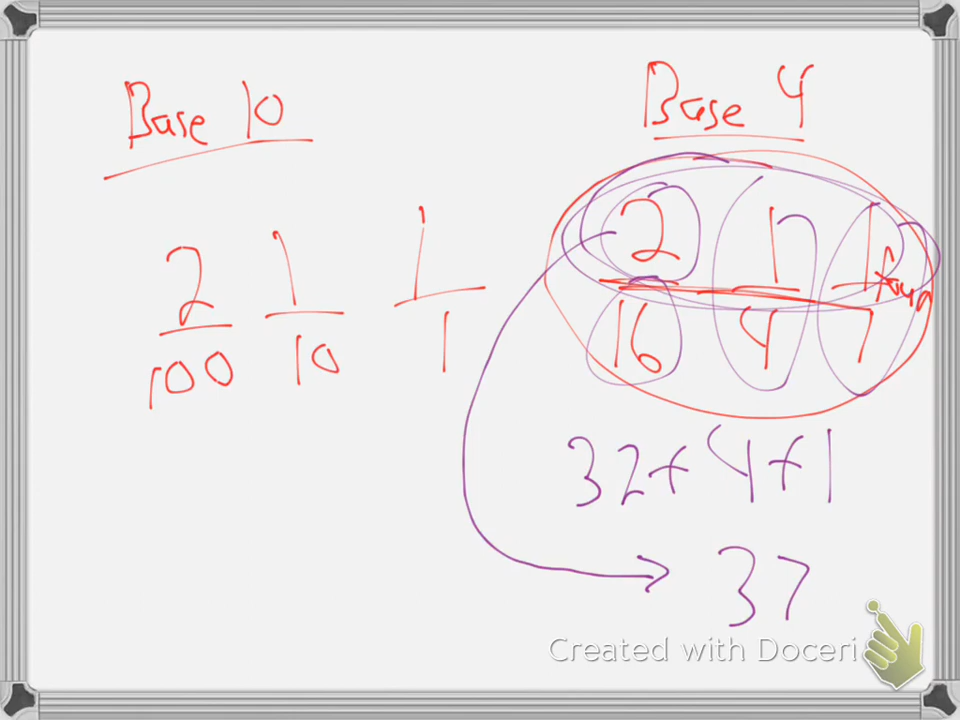 Base 10
2 1 1
100 10 1
Base 4
2 1 1 four
16 4 1
32+4+1
37
Created with Doceri